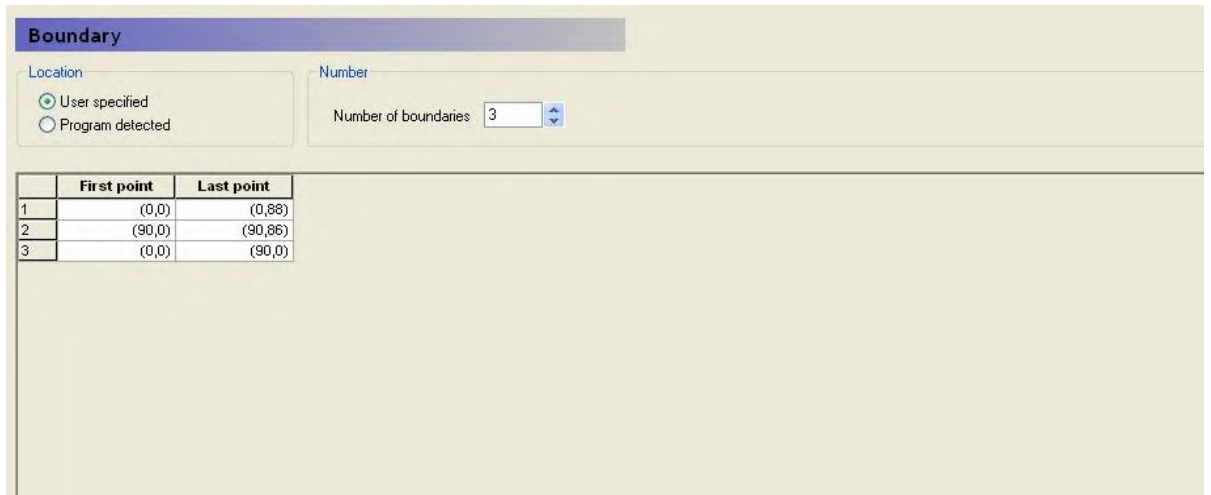 Boundary
Location
User specified
Program detected
Number
Number of boundaries 3
First point Last point
1 (0,0) (0,88)
2 (90,0) (90,86)
3 (0,0) (90,0)